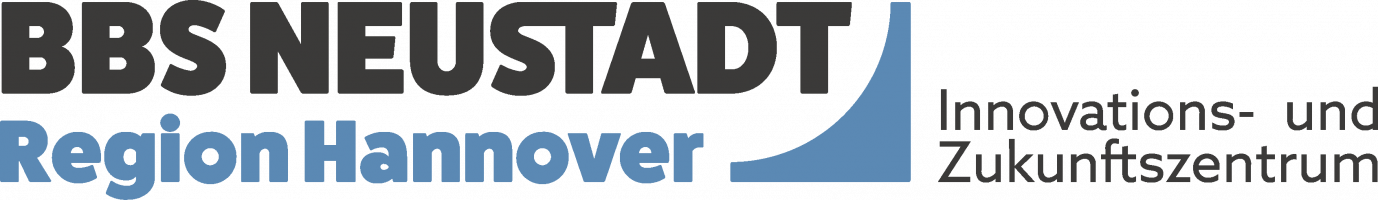 BBS NEUSTADT
Region Hannover
Innovations- und
Zukunftszentrum